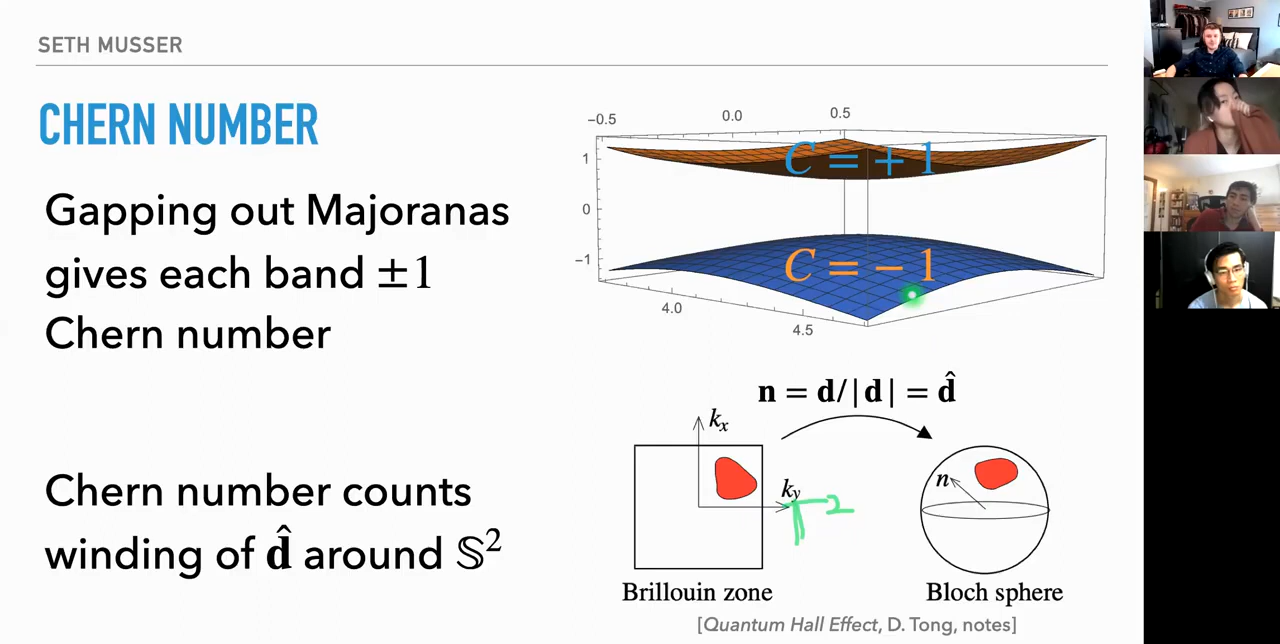 SETH MUSSER
CHERN NUMBER
Gapping out Majoranas
gives each band ±1
Chern number
Chern number counts
winding of d̂ around 𝕊²
−0.5 0.0 0.5
1
0
−1
4.0
4.5
C = +1
C = −1
n = d/|d| = d̂
k_x
k_y
n
Brillouin zone
Bloch sphere
[Quantum Hall Effect, D. Tong, notes]